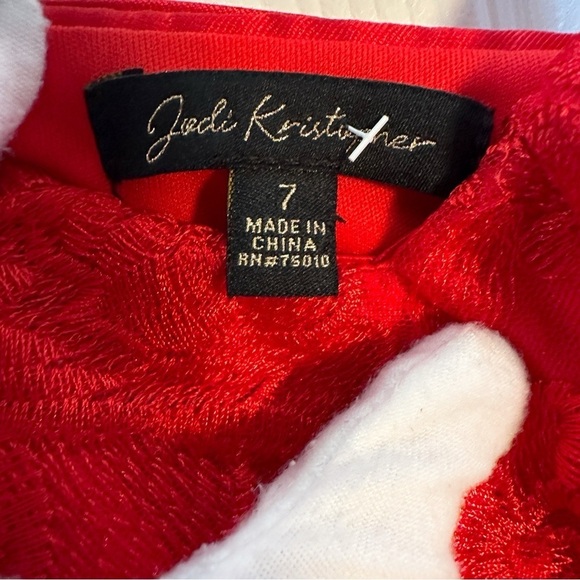 Jodi Kristopher
7
MADE IN
CHINA
RN#75010